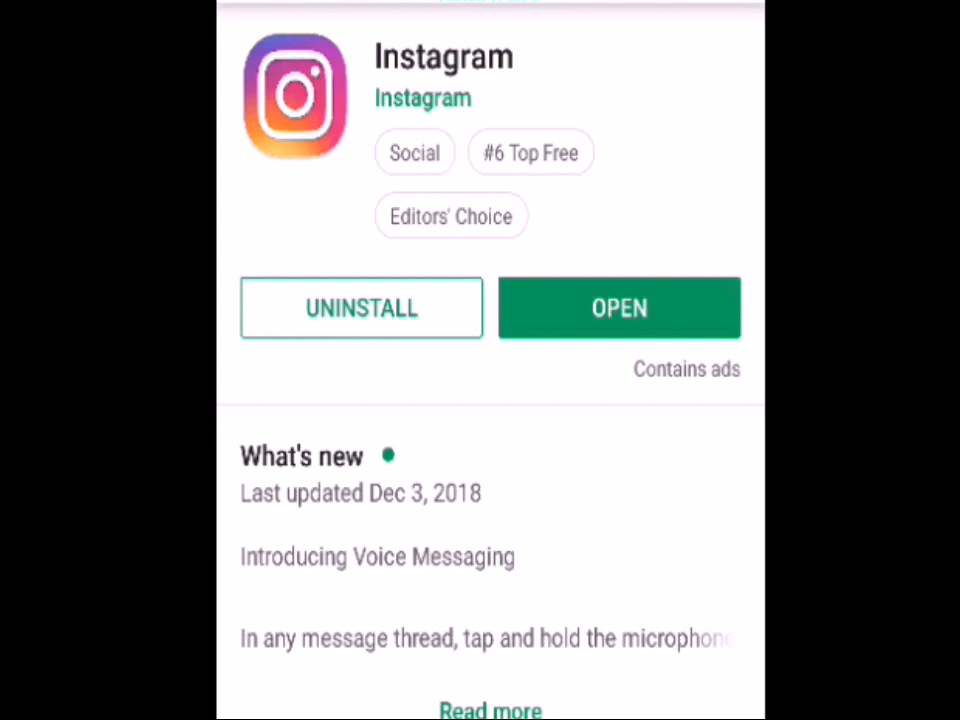 Instagram
Instagram
Social
#6 Top Free
Editors' Choice
UNINSTALL
OPEN
Contains ads
What's new
Last updated Dec 3, 2018
Introducing Voice Messaging
In any message thread, tap and hold the microphone
Read more